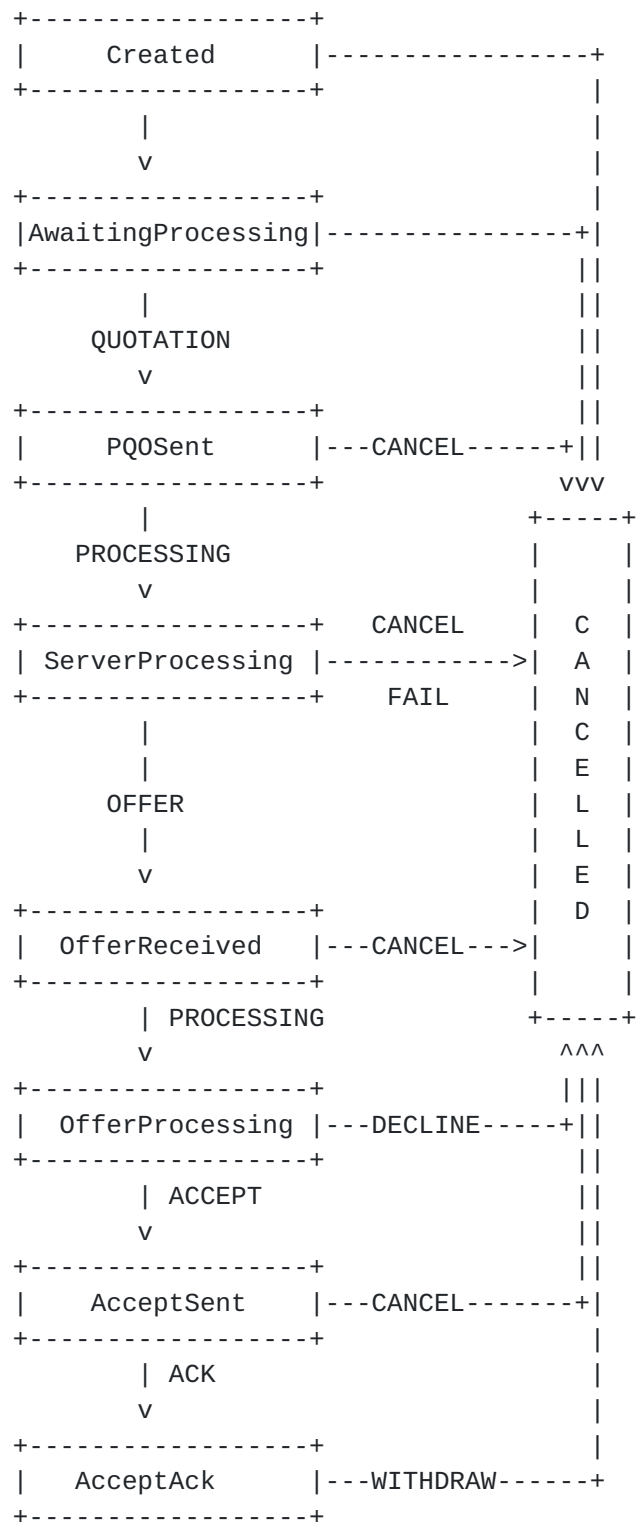 Created
AwaitingProcessing
QUOTATION
PQOSent CANCEL
PROCESSING
ServerProcessing CANCEL
FAIL
OFFER
OfferReceived CANCEL
PROCESSING
OfferProcessing DECLINE
ACCEPT
AcceptSent CANCEL
ACK
AcceptAck WITHDRAW
CANCELLED